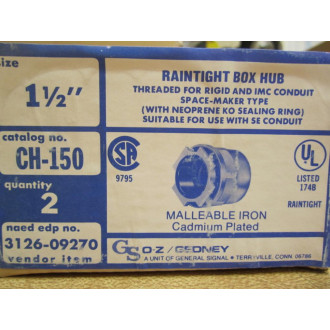 size
1½"
catalog no.
CH-150
quantity
2
naed edp no.
3126-09270
vendor item
RAINTIGHT BOX HUB
THREADED FOR RIGID AND IMC CONDUIT
SPACE-MAKER TYPE
(WITH NEOPRENE KO SEALING RING)
SUITABLE FOR USE WITH SE CONDUIT
SA
9795
UL
LISTED
174B
RAINTIGHT
MALLEABLE IRON
Cadmium Plated
GS O-Z/GEDNEY
A UNIT OF GENERAL SIGNAL • TERRYVILLE, CONN. 06786